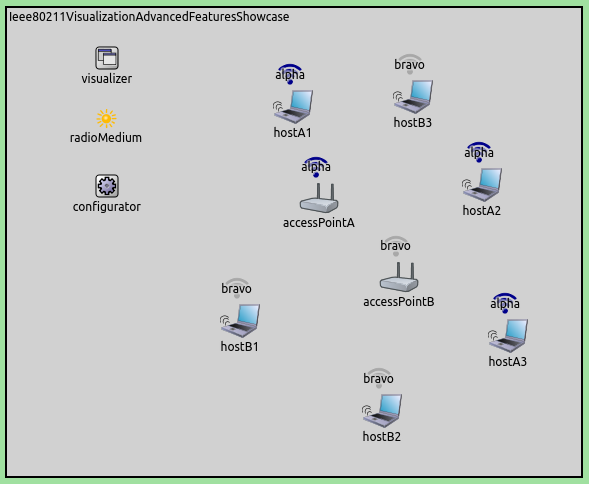 Ieee80211VisualizationAdvancedFeaturesShowcase
visualizer
radioMedium
configurator
alpha
hostA1
bravo
hostB3
alpha
accessPointA
alpha
hostA2
bravo
accessPointB
bravo
hostB1
alpha
hostA3
bravo
hostB2